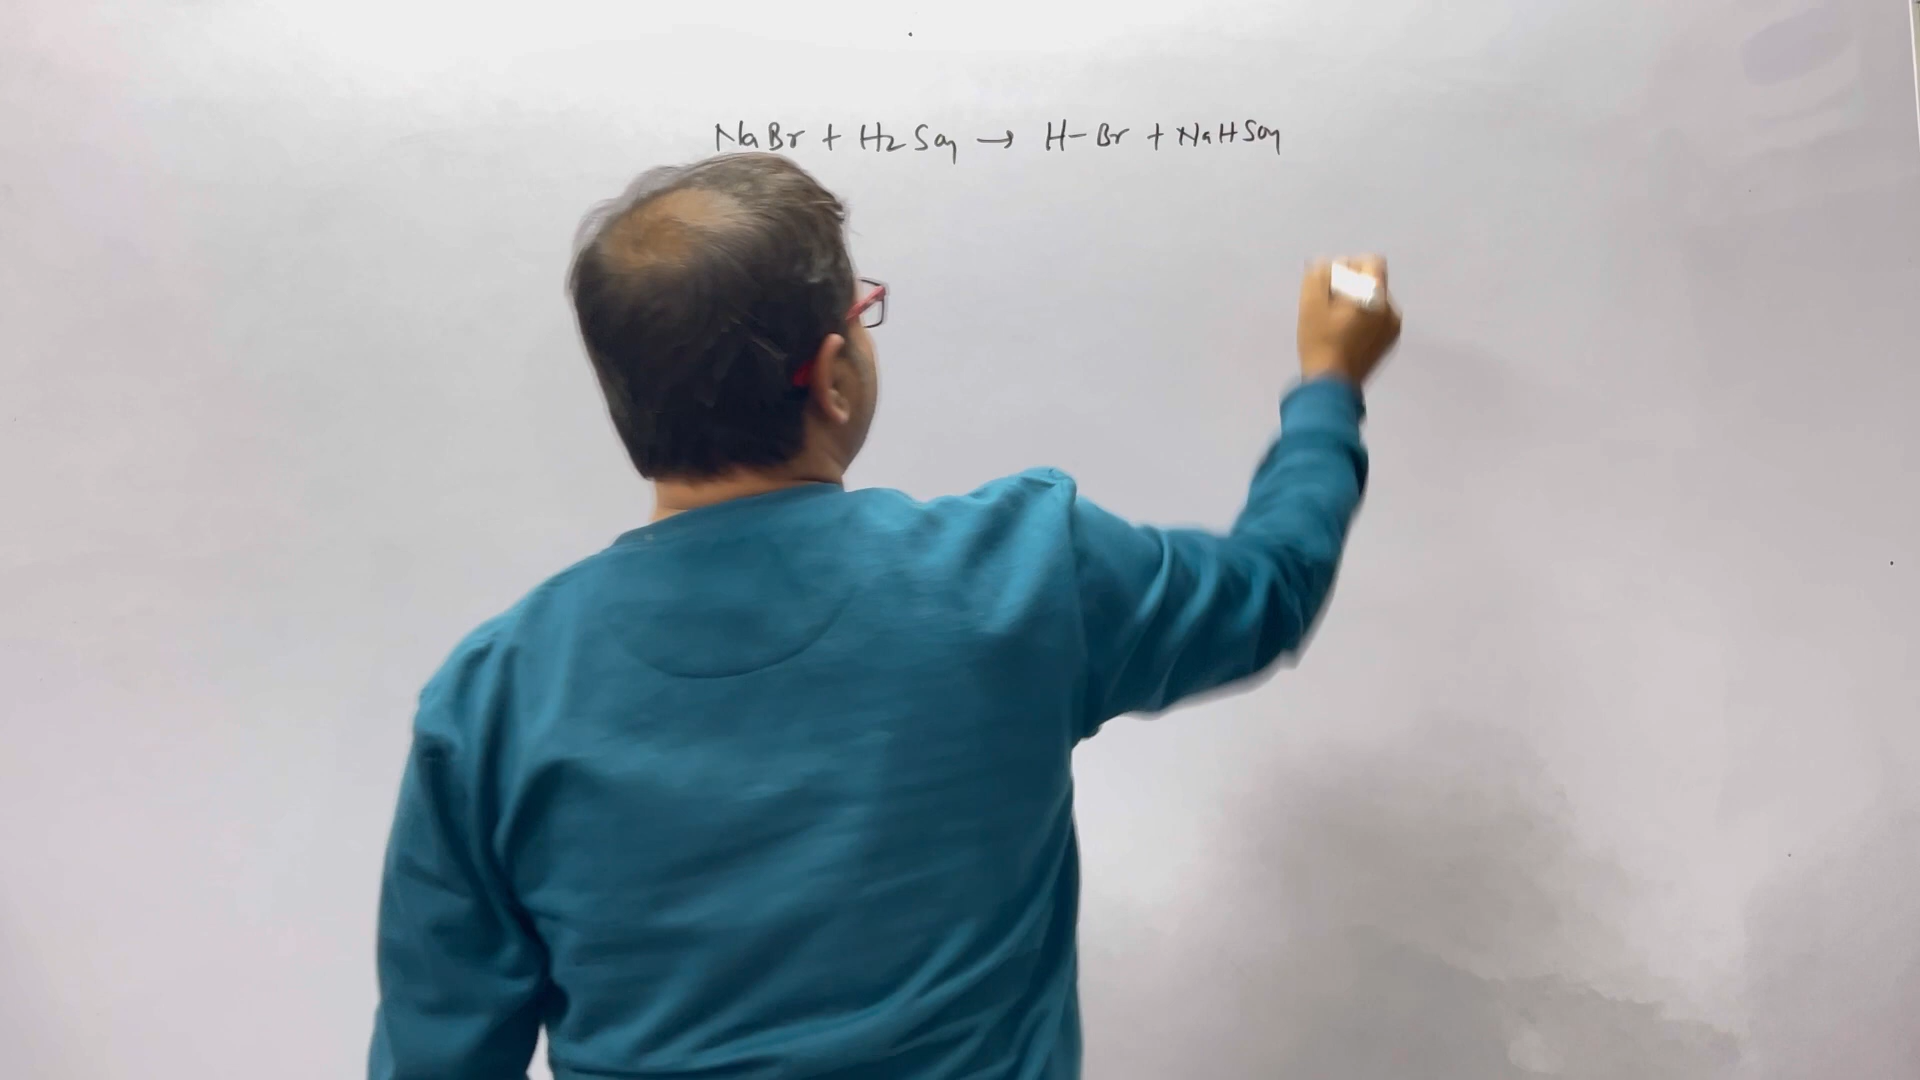 NaBr + H2SO4 → H-Br + NaHSO4